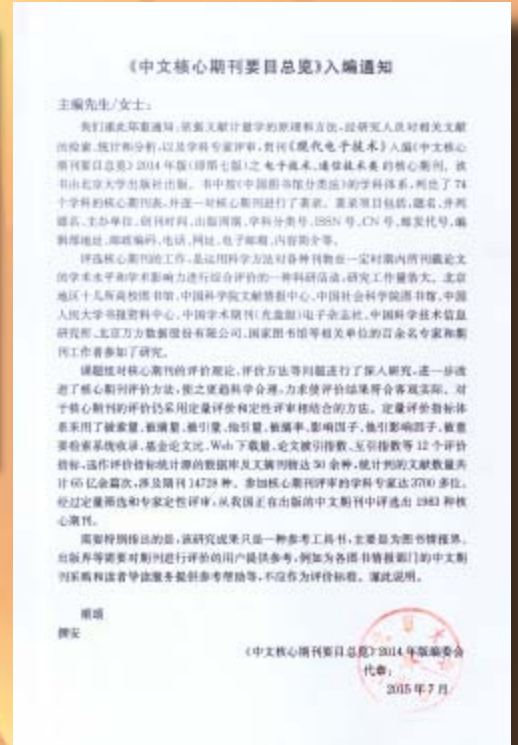 《中文核心期刊要目总览》入编通知
主编先生/女士:
我们谨此郑重通知:依据文献计量学的原理和方法,经研究人员对相关文献
的检索、统计和分析,以及学科专家评审,贵刊《现代电子技术》入编《中文核心
期刊要目总览》2014年版(即第七版)之电子技术、通信技术类的核心期刊。该
书由北京大学出版社出版。书中按《中国图书馆分类法》的学科体系,列出了74
个学科的核心期刊表,并逐一对核心期刊进行了著录。著录项目包括:题名、并列
题名、主办单位、创刊时间、出版周期、学科分类号、ISSN号、CN号、邮发代号、编
辑部地址、邮政编码、电话、网址、电子邮箱、内容简介等。
评选核心期刊的工作,是运用科学方法对各种刊物在一定时期内所刊载论文
的学术水平和学术影响力进行综合评价的一种科研活动,研究工作量浩大。北京
地区十几所高校图书馆、中国科学院文献情报中心、中国社会科学院图书馆、中国
人民大学书报资料中心、中国学术期刊(光盘版)电子杂志社、中国科学技术信息
研究所、北京万方数据股份有限公司、国家图书馆等相关单位的百余名专家和期
刊工作者参加了研究。
课题组对核心期刊的评价理论、评价方法等问题进行了深入研究,进一步改
进了核心期刊评价方法,使之更趋科学合理,力求使评价结果符合客观实际。对
于核心期刊的评价仍采用定量评价和定性评审相结合的方法。定量评价指标体
系采用了被索量、被摘量、被引量、他引量、被摘率、影响因子、他引影响因子、被重
要检索系统收录、基金论文比、Web下载量、论文被引指数、互引指数等12个评价
指标,选作评价指标统计源的数据库及文摘刊物达50余种,统计到的文献数量共
计65亿余篇次,涉及期刊14728种。参加核心期刊评审的学科专家达3700多位。
经过定量筛选和专家定性评审,从我国正在出版的中文期刊中评选出1983种核
心期刊。
需要特别指出的是,该研究成果只是一种参考工具书,主要是为图书情报界、
出版界等需要对期刊进行评价的用户提供参考,例如为各图书情报部门的中文期
刊采购和读者导读服务提供参考帮助等,不应作为评价标准。谨此说明。
顺颂
撰安
《中文核心期刊要目总览》2014年版编委会
代章:
2015年7月